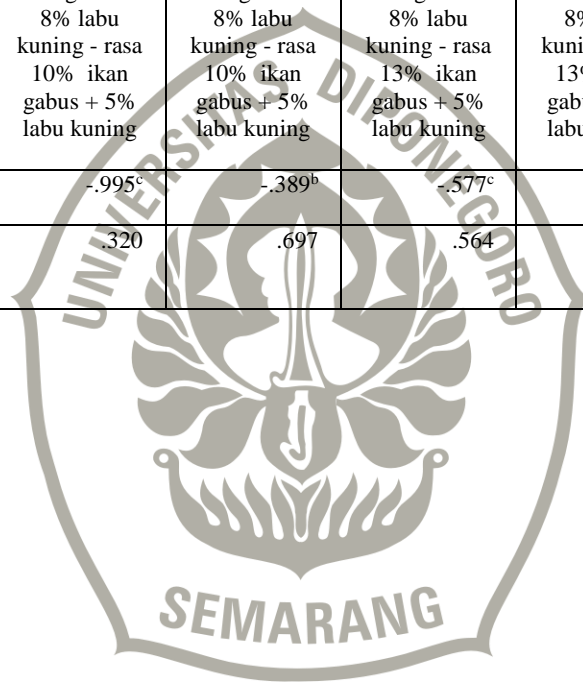 8% labu
kuning - rasa
10% ikan
gabus + 5%
labu kuning
8% labu
kuning - rasa
10% ikan
gabus + 5%
labu kuning
8% labu
kuning - rasa
13% ikan
gabus + 5%
labu kuning
-.995c -.389b -.577c
.320 .697 .564
UNIVERSITAS DIPONEGORO
SEMARANG